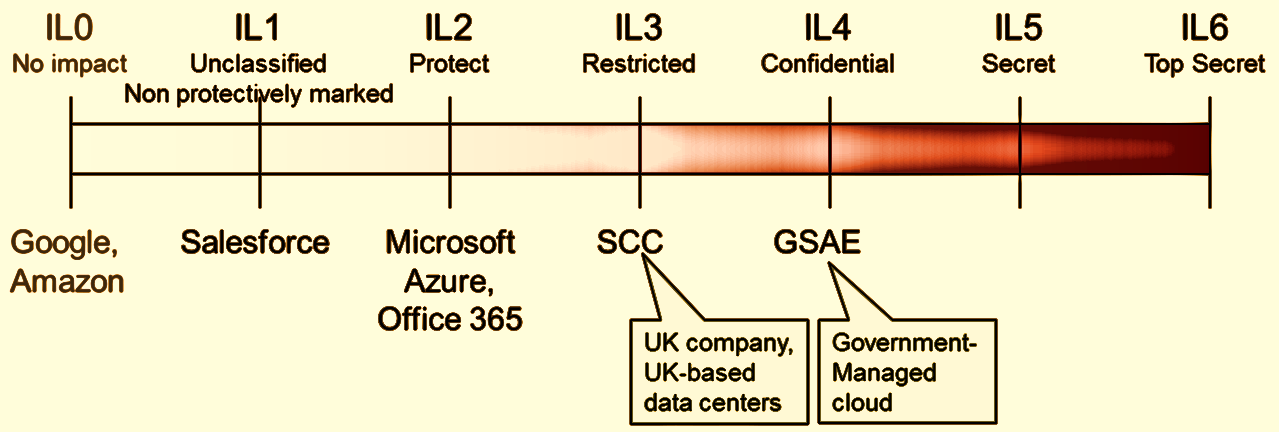 IL0 IL1 IL2 IL3 IL4 IL5 IL6
No impact Unclassified Protect Restricted Confidential Secret Top Secret
Non protectively marked
Google, Salesforce Microsoft SCC GSAE
Amazon Azure,
Office 365
UK company, Government-
UK-based Managed
data centers cloud